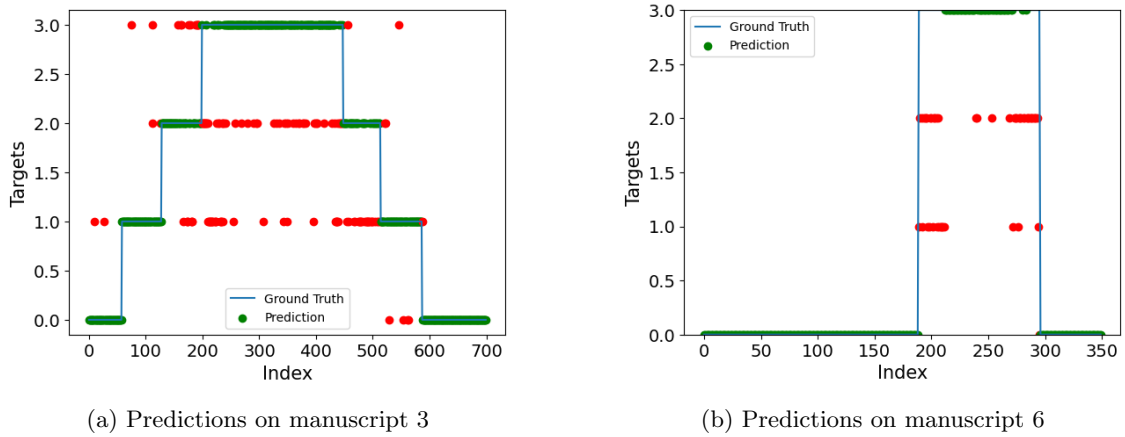 3.0
2.5
2.0
1.5
1.0
0.5
0.0
Targets
Ground Truth
Prediction
0 100 200 300 400 500 600 700
Index
(a) Predictions on manuscript 3
3.0
2.5
2.0
1.5
1.0
0.5
0.0
Targets
Ground Truth
Prediction
0 50 100 150 200 250 300 350
Index
(b) Predictions on manuscript 6